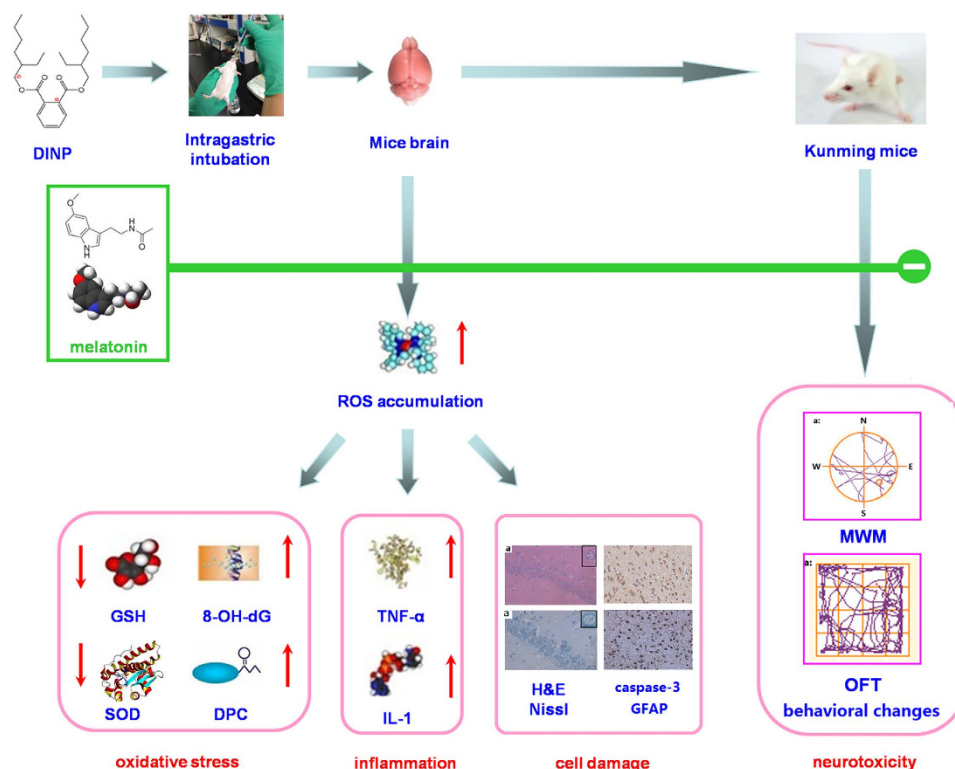 DINP
Intragastric
intubation
Mice brain
Kunming mice
melatonin
ROS accumulation
GSH
8-OH-dG
SOD
DPC
TNF-α
IL-1
a
a
H&E
Nissl
caspase-3
GFAP
a:
N
W
E
S
MWM
a:
OFT
behavioral changes
oxidative stress
inflammation
cell damage
neurotoxicity
O
O
O
O
O
H
N
O
NH